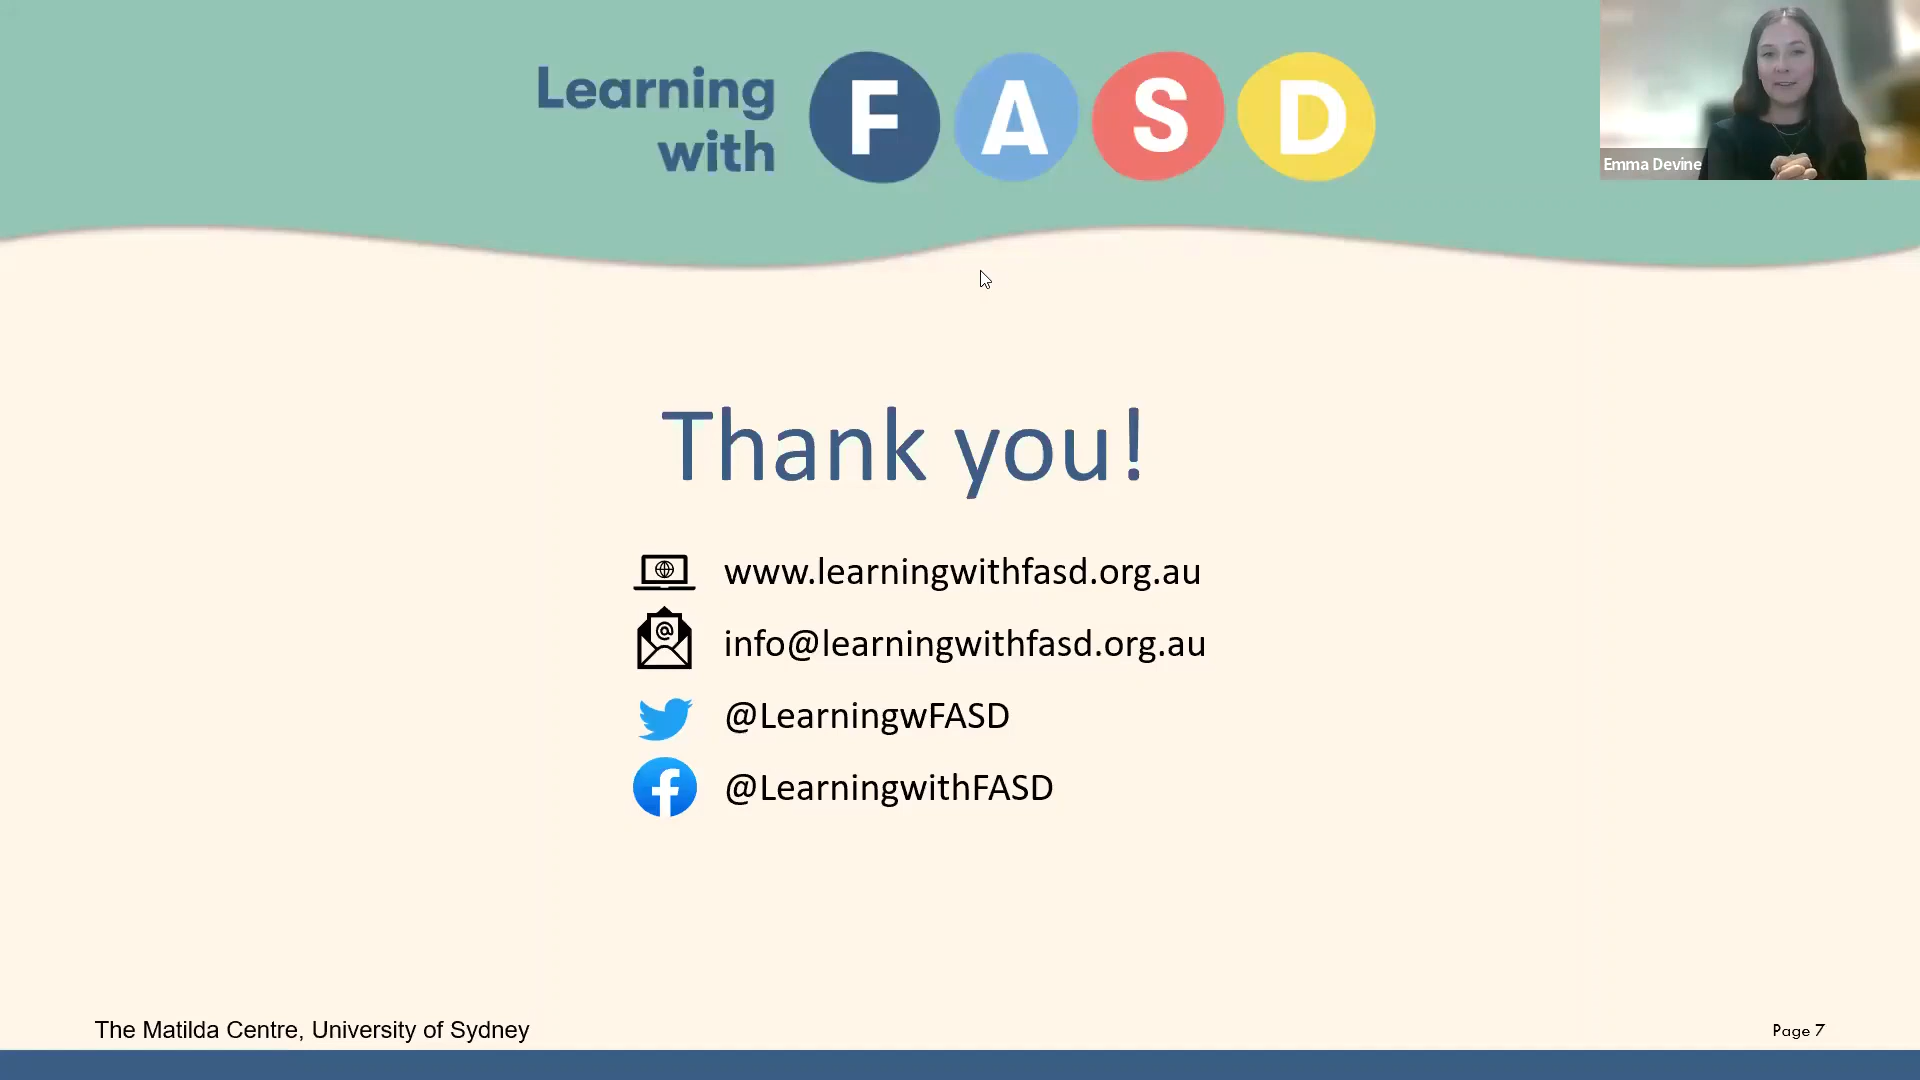 Learning
with
F A S D
Emma Devine
Thank you!
www.learningwithfasd.org.au
info@learningwithfasd.org.au
@LearningwFASD
@LearningwithFASD
The Matilda Centre, University of Sydney
Page 7